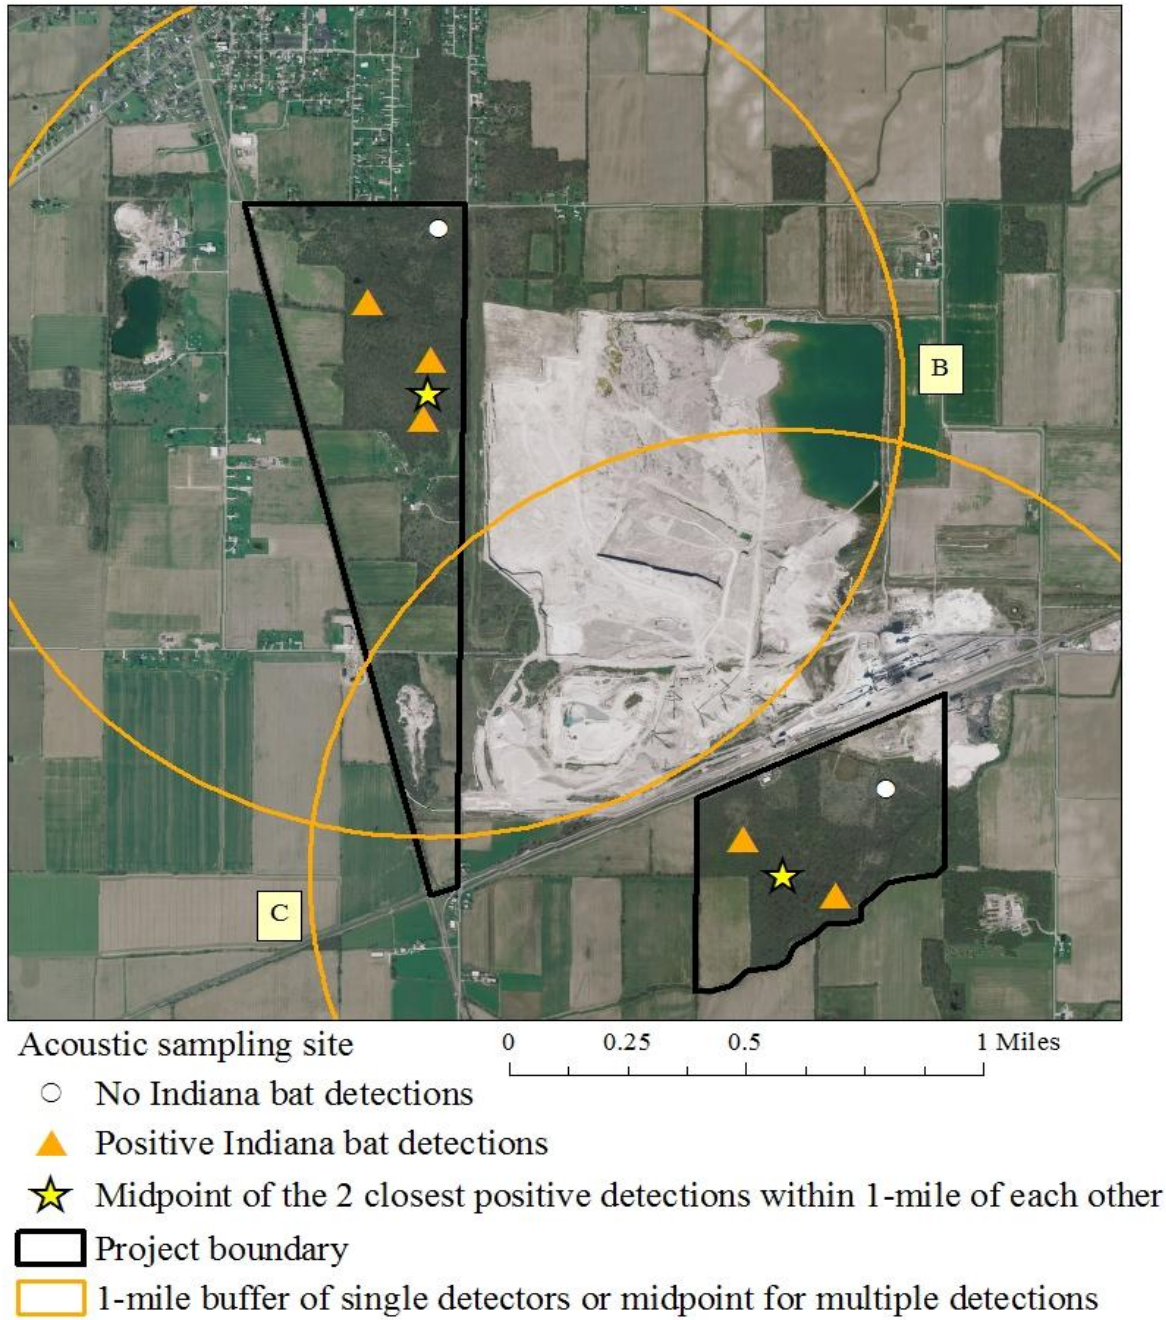 B
C
Acoustic sampling site
0 0.25 0.5 1 Miles
No Indiana bat detections
Positive Indiana bat detections
Midpoint of the 2 closest positive detections within 1-mile of each other
Project boundary
1-mile buffer of single detectors or midpoint for multiple detections